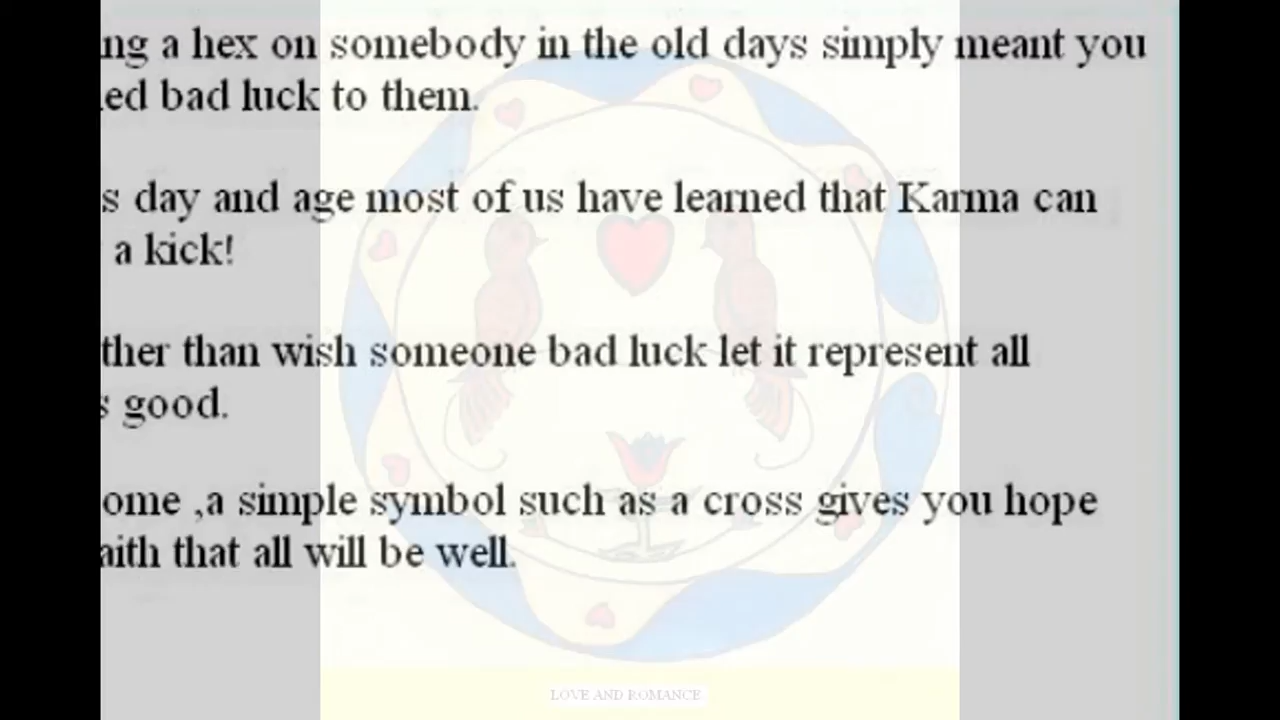 ng a hex on somebody in the old days simply meant you
ed bad luck to them.
s day and age most of us have learned that Karma can
a kick!
ther than wish someone bad luck let it represent all
s good.
ome ,a simple symbol such as a cross gives you hope
aith that all will be well.
LOVE AND ROMANCE